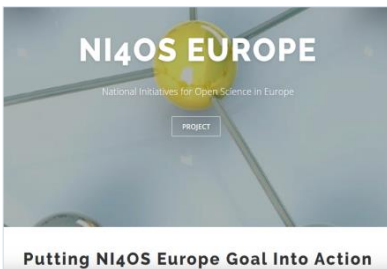 NI4OS EUROPE
National Initiatives for Open Science in Europe
PROJECT
Putting NI4OS Europe Goal Into Action